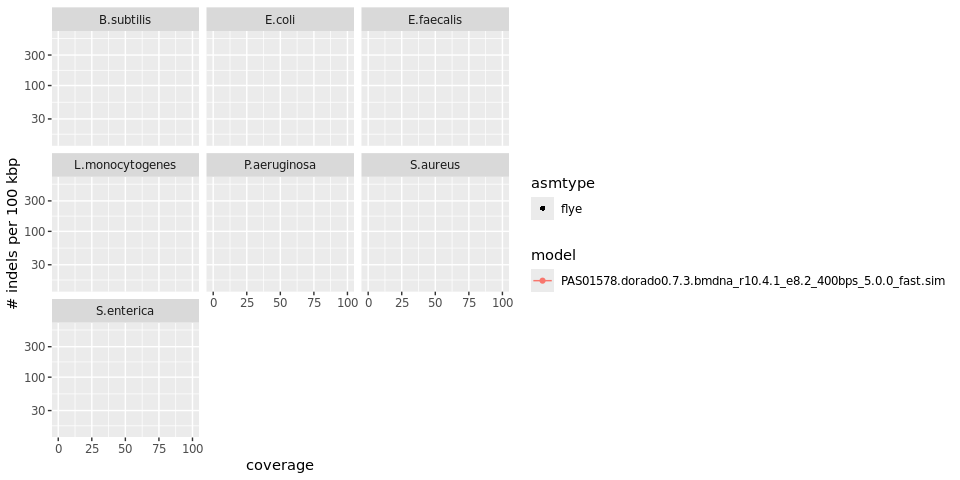 B.subtilis E.coli E.faecalis
300
100
30
L.monocytogenes P.aeruginosa S.aureus
300
100
30
0 25 50 75 100 0 25 50 75 100
S.enterica
300
100
30
0 25 50 75 100
coverage
# indels per 100 kbp
asmtype
flye
model
PAS01578.dorado0.7.3.bmdna_r10.4.1_e8.2_400bps_5.0.0_fast.sim